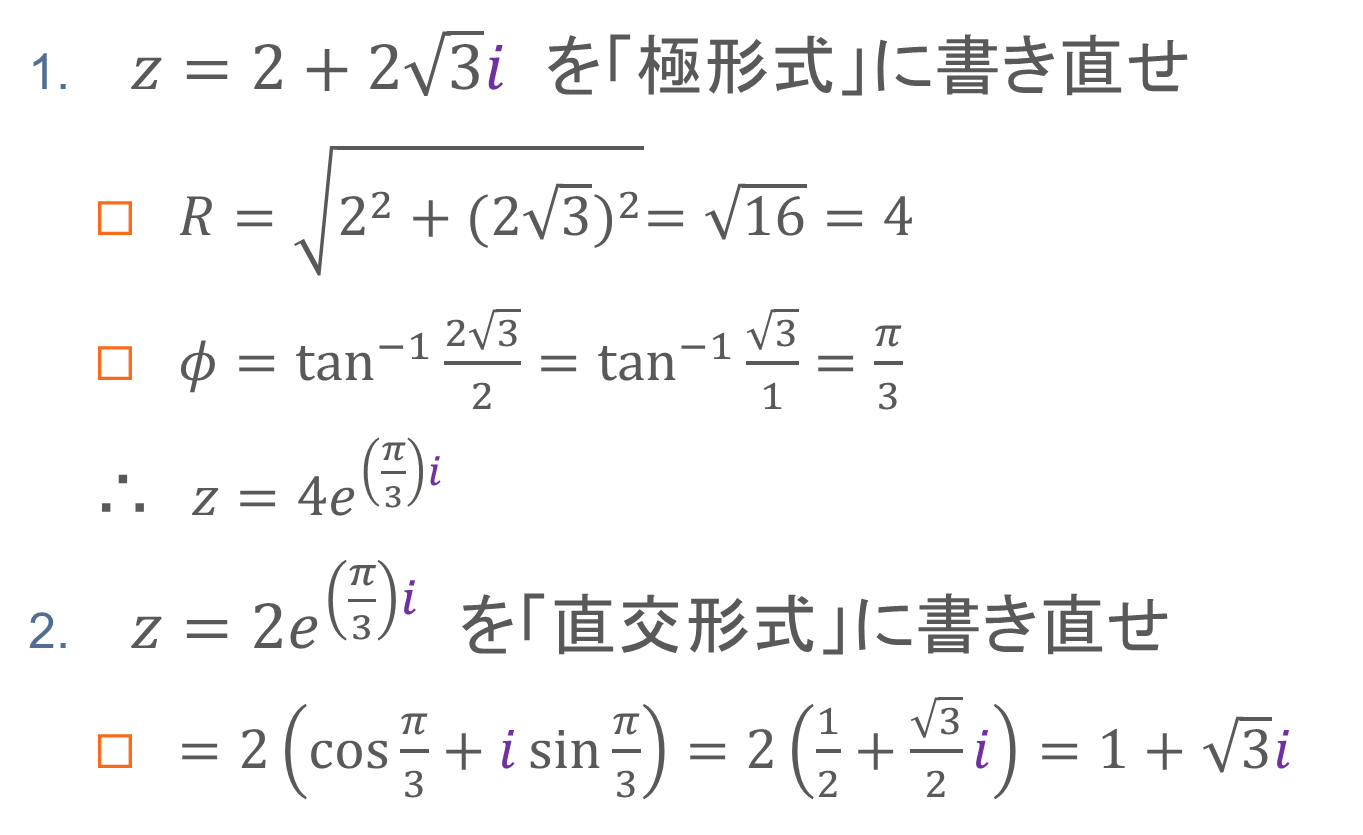 1. z = 2 + 2√3i を「極形式」に書き直せ
□ R = √(2² + (2√3)²) = √16 = 4
□ ϕ = tan⁻¹ 2√3/2 = tan⁻¹ √3/1 = π/3
∴ z = 4e^((π/3)i)
2. z = 2e^((π/3)i) を「直交形式」に書き直せ
□ = 2(cos π/3 + i sin π/3) = 2(1/2 + √3/2 i) = 1 + √3i